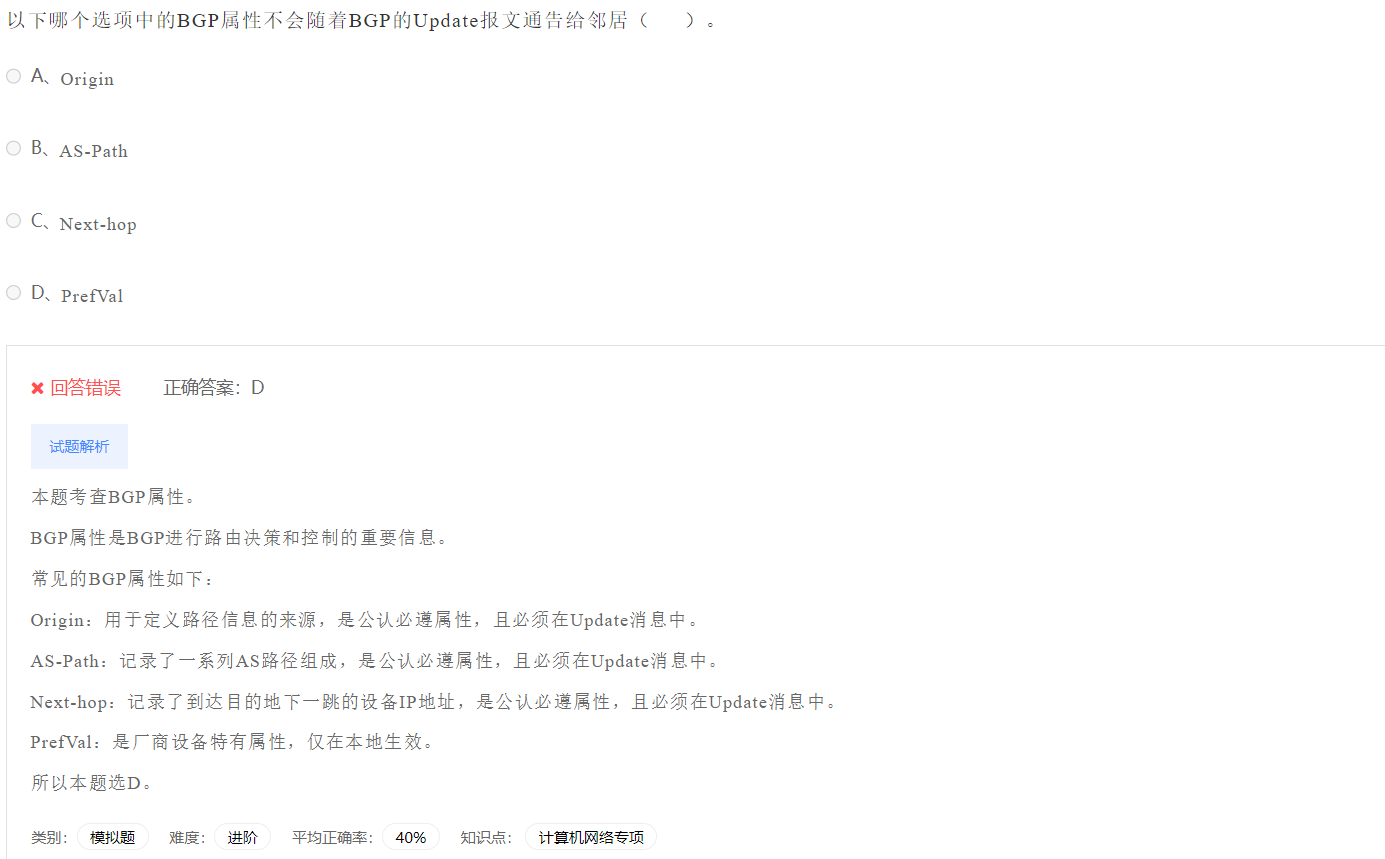 以下哪个选项中的BGP属性不会随着BGP的Update报文通告给邻居（　　）。
A、Origin
B、AS-Path
C、Next-hop
D、PrefVal
回答错误 正确答案：D
试题解析
本题考查BGP属性。
BGP属性是BGP进行路由决策和控制的重要信息。
常见的BGP属性如下：
Origin：用于定义路径信息的来源，是公认必遵属性，且必须在Update消息中。
AS-Path：记录了一系列AS路径组成，是公认必遵属性，且必须在Update消息中。
Next-hop：记录了到达目的地下一跳的设备IP地址，是公认必遵属性，且必须在Update消息中。
PrefVal：是厂商设备特有属性，仅在本地生效。
所以本题选D。
类别： 模拟题 难度： 进阶 平均正确率： 40% 知识点： 计算机网络专项